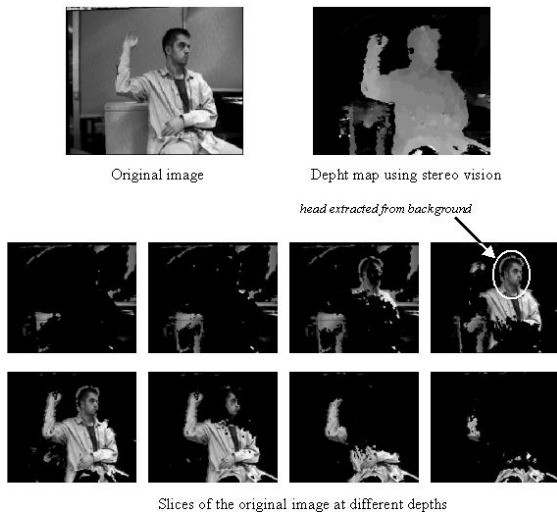 Original image
Depht map using stereo vision
head extracted from background
Slices of the original image at different depths